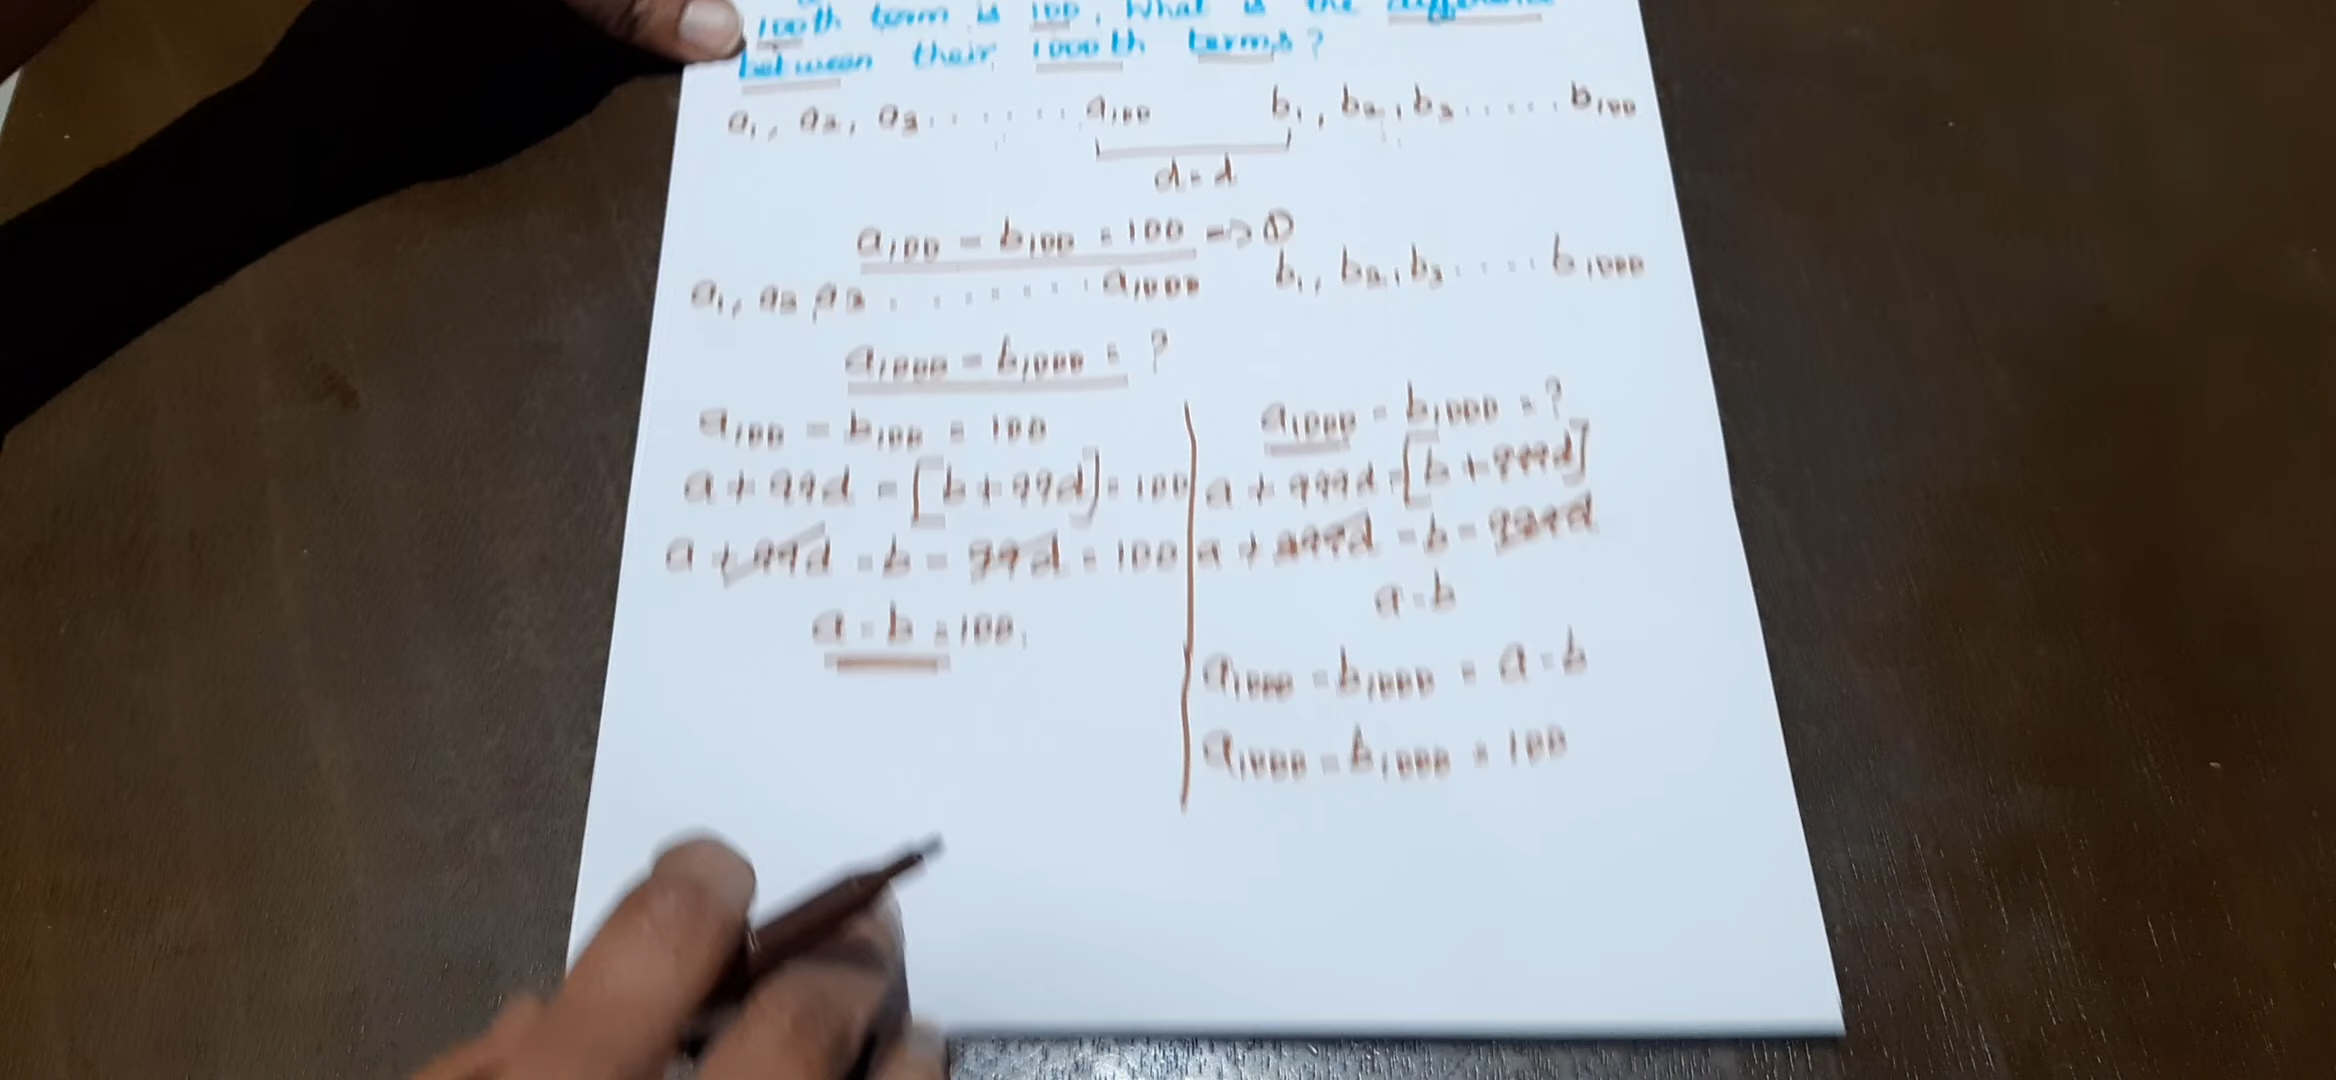 100th term is 100. What is the difference
between their 1000th terms?
a₁, a₂, a₃ . . . . . . . a₁₀₀ b₁, b₂, b₃ . . . . . b₁₀₀
d = d
a₁₀₀ - b₁₀₀ = 100 => ①
a₁, a₂, a₃ . . . . . . . . a₁₀₀₀ b₁, b₂, b₃ . . . . . b₁₀₀₀
a₁₀₀₀ - b₁₀₀₀ = ?
a₁₀₀ - b₁₀₀ = 100
a + 99d - [b + 99d] = 100
a + 99d - b - 99d = 100
a - b = 100.
a₁₀₀₀ - b₁₀₀₀ = ?
a + 999d - [b + 999d]
a + 999d - b - 999d
a - b
a₁₀₀₀ - b₁₀₀₀ = a - b
a₁₀₀₀ - b₁₀₀₀ = 100